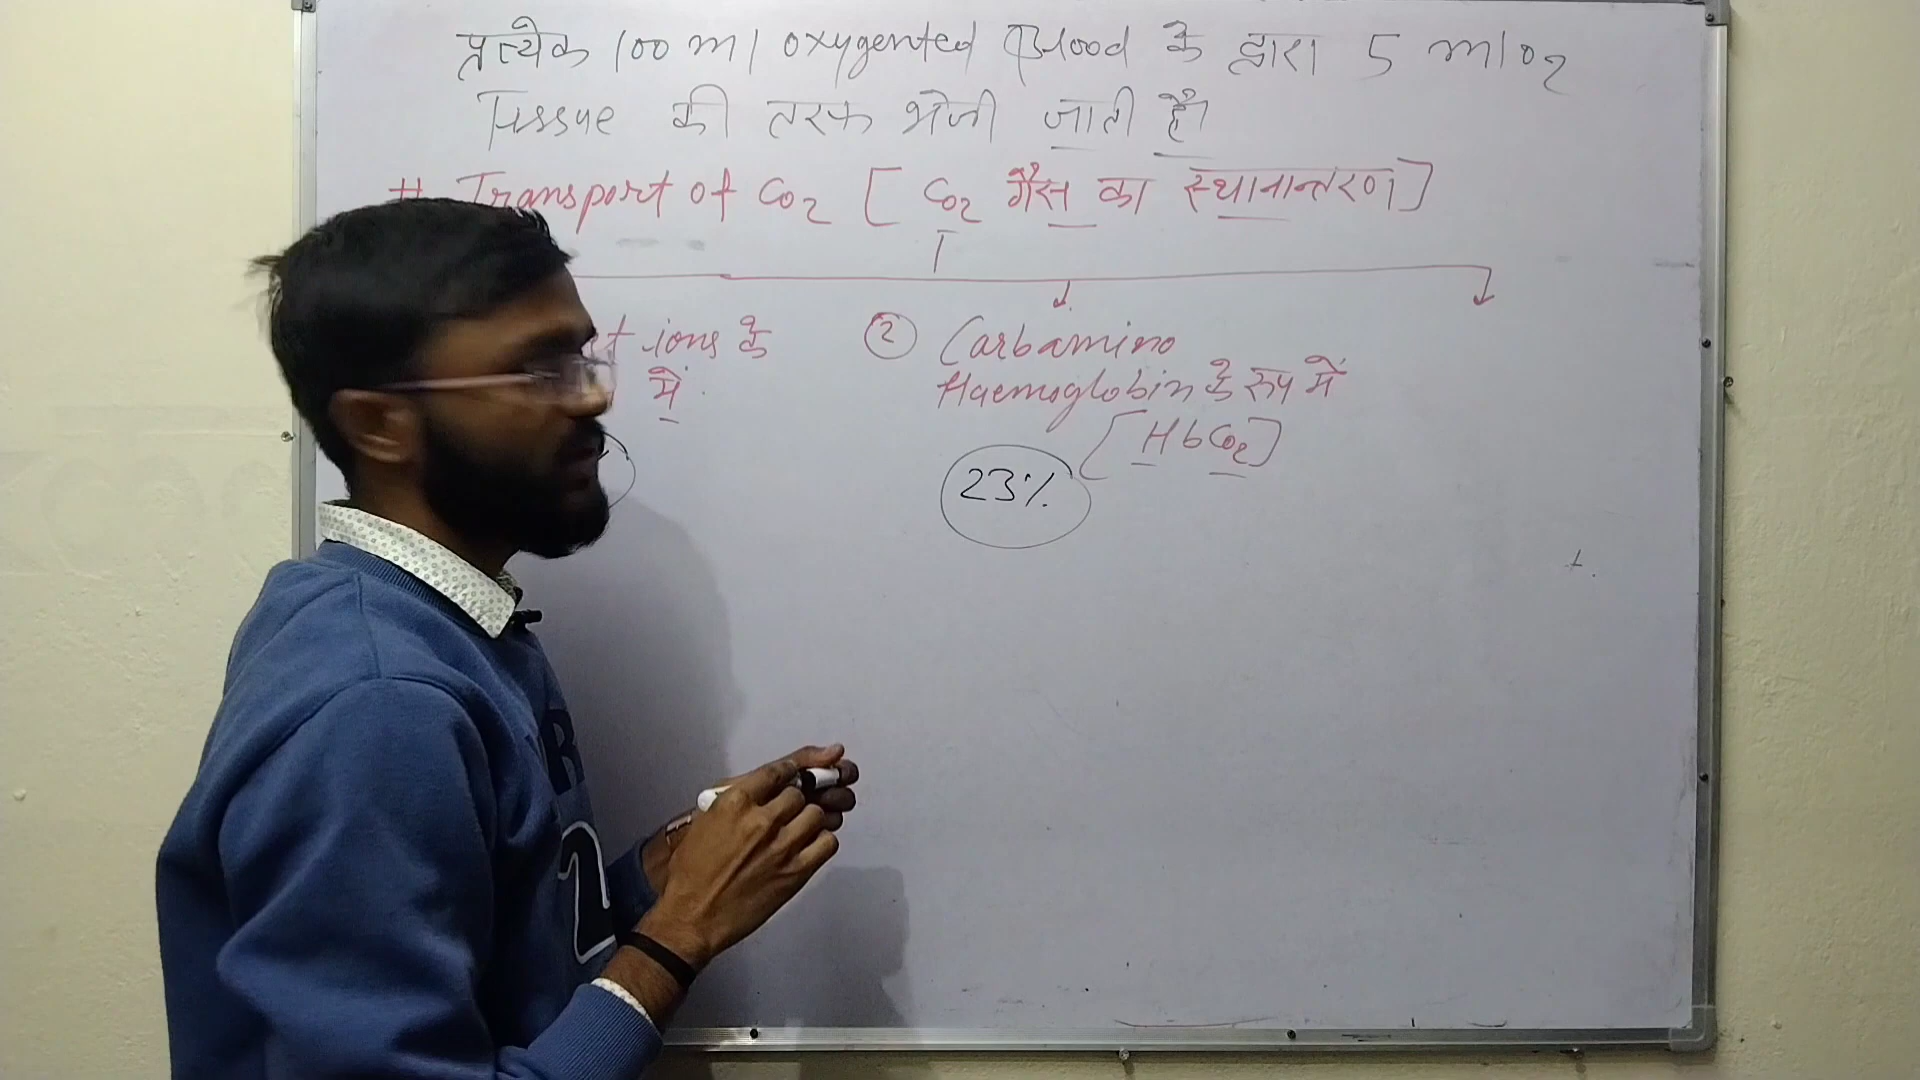 प्रत्येक 100 ml oxygented Blood के द्वारा 5 ml O2
Tissue की तरफ भेजी जाती है।
# Transport of CO2 [ CO2 गैस का स्थानान्तरण ]
ions के
में
② Carbamino
Haemoglobin के रूप में
[ HbCO2 ]
23%
2